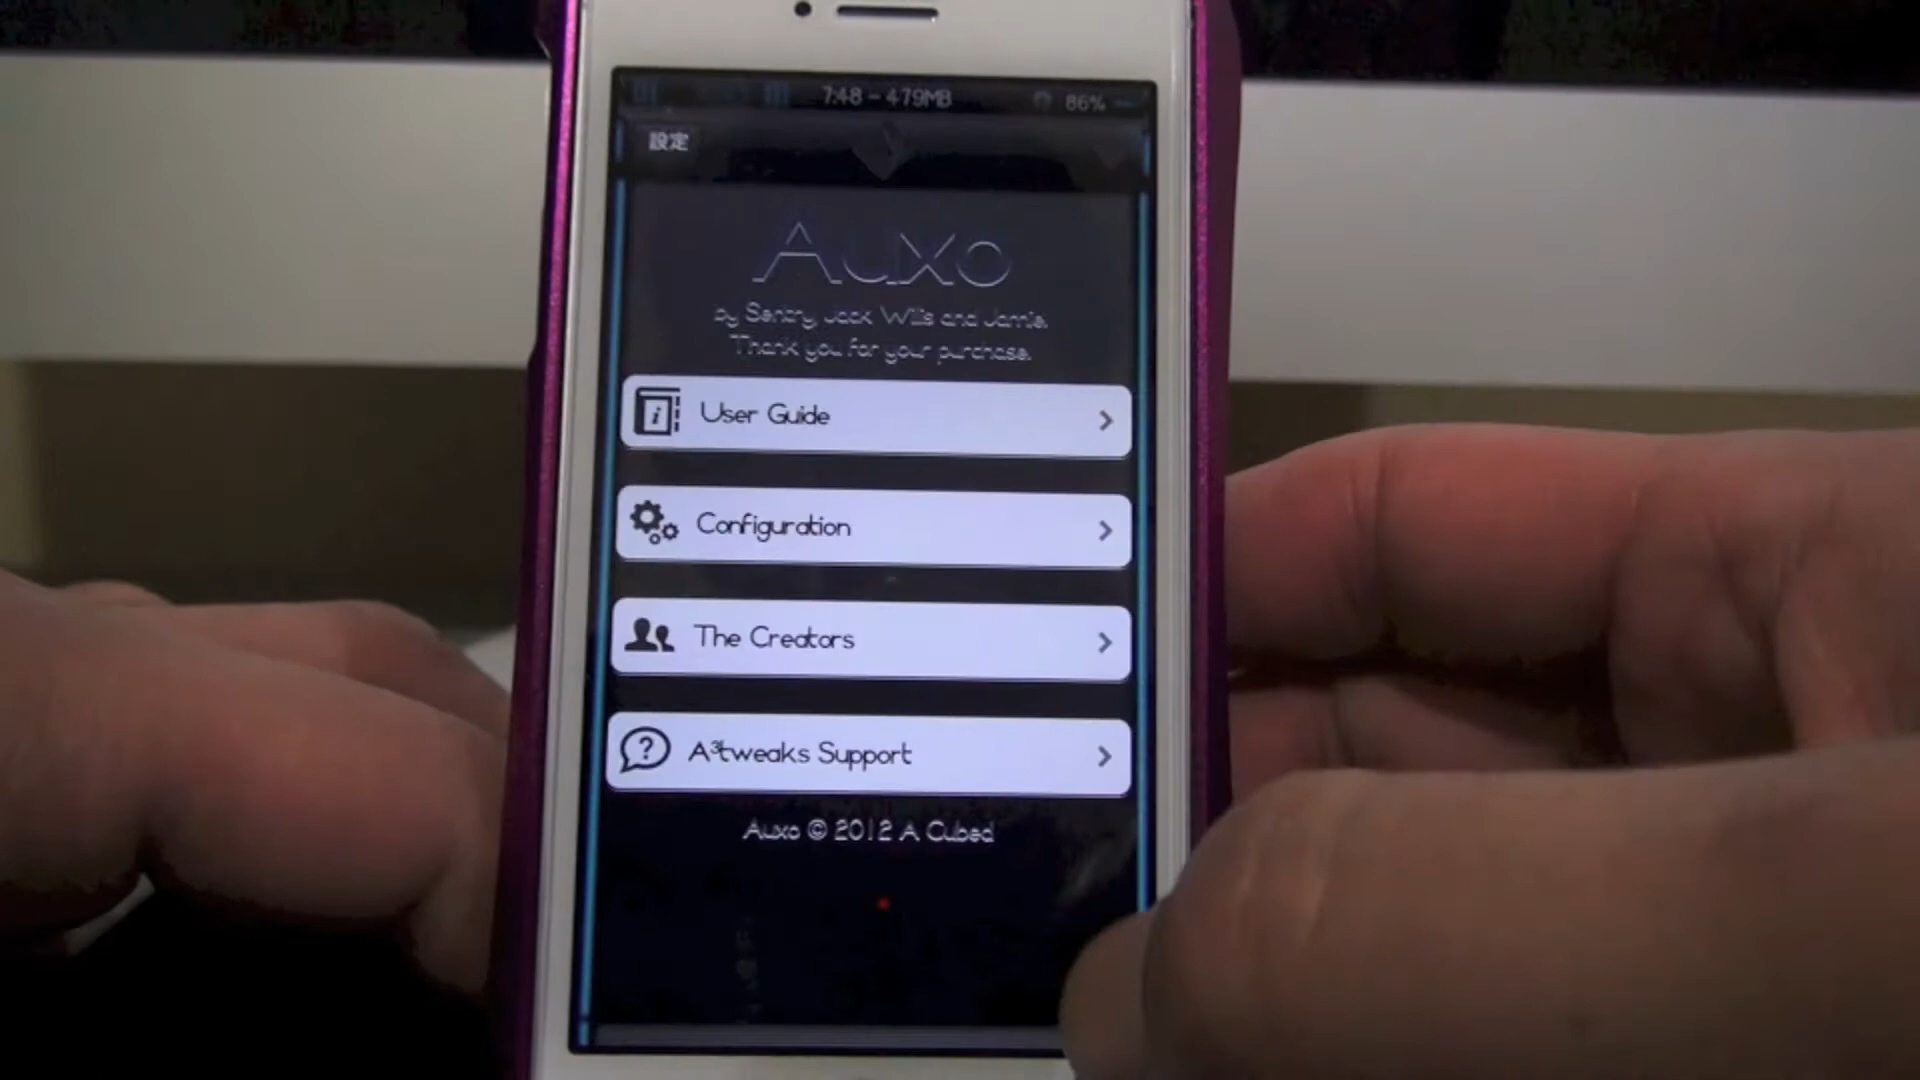 7:48 - 479MB
86%
設定
Auxo
by Sentry, Jack Willis and Jamie.
Thank you for your purchase.
User Guide
Configuration
The Creators
A³tweaks Support
Auxo © 2012 A Cubed